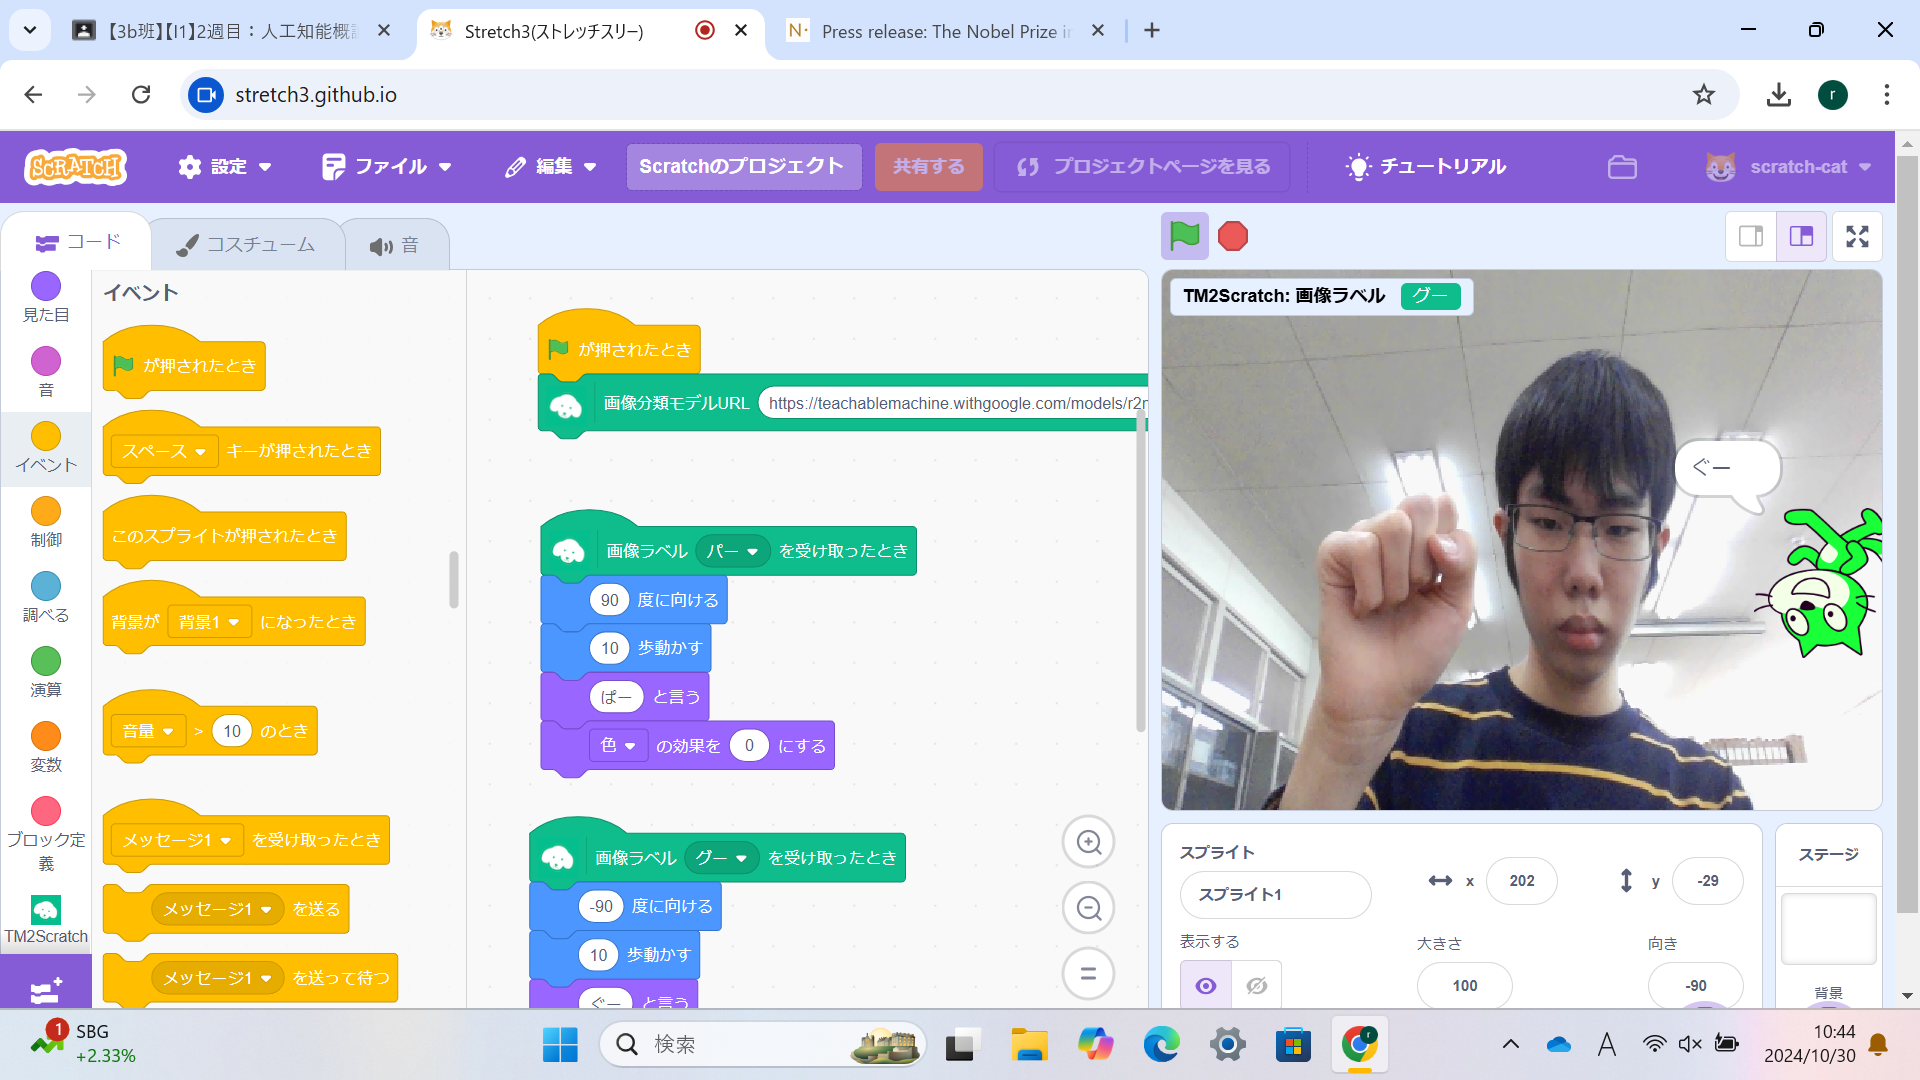 【3b班】【I1】2週目：人工知能概
Stretch3(ストレッチスリー)
N
Press release: The Nobel Prize in
stretch3.github.io
r
SCRATCH
設定
ファイル
編集
Scratchのプロジェクト
共有する
プロジェクトページを見る
チュートリアル
scratch-cat
コード
コスチューム
音
見た目
音
イベント
制御
調べる
演算
変数
ブロック定義
TM2Scratch
イベント
が押されたとき
スペース キーが押されたとき
このスプライトが押されたとき
背景が 背景1 になったとき
音量 > 10 のとき
メッセージ1 を受け取ったとき
メッセージ1 を送る
メッセージ1 を送って待つ
が押されたとき
画像分類モデルURL https://teachablemachine.withgoogle.com/models/r2
画像ラベル パー を受け取ったとき
90 度に向ける
10 歩動かす
ぱー と言う
色 の効果を 0 にする
画像ラベル グー を受け取ったとき
-90 度に向ける
10 歩動かす
ぐー と言う
TM2Scratch: 画像ラベル グー
ぐー
スプライト
スプライト1
x 202
y -29
表示する
大きさ
100
向き
-90
ステージ
背景
1
SBG
+2.33%
検索
r
A
10:44
2024/10/30